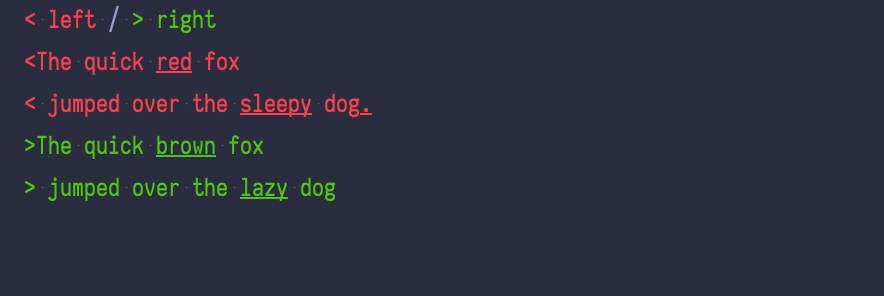 < left / > right
<The quick red fox
< jumped over the sleepy dog.
>The quick brown fox
> jumped over the lazy dog